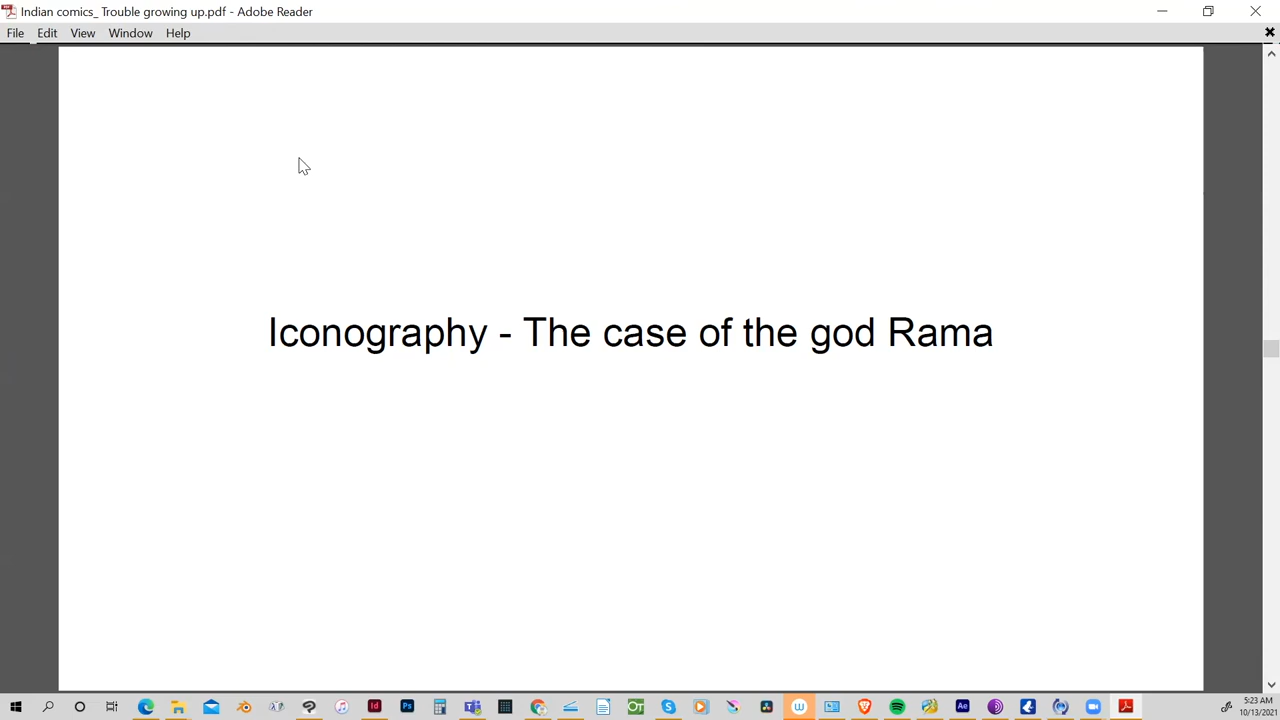 Indian comics_ Trouble growing up.pdf - Adobe Reader
File Edit View Window Help
Iconography - The case of the god Rama
5:23 AM
10/13/2021